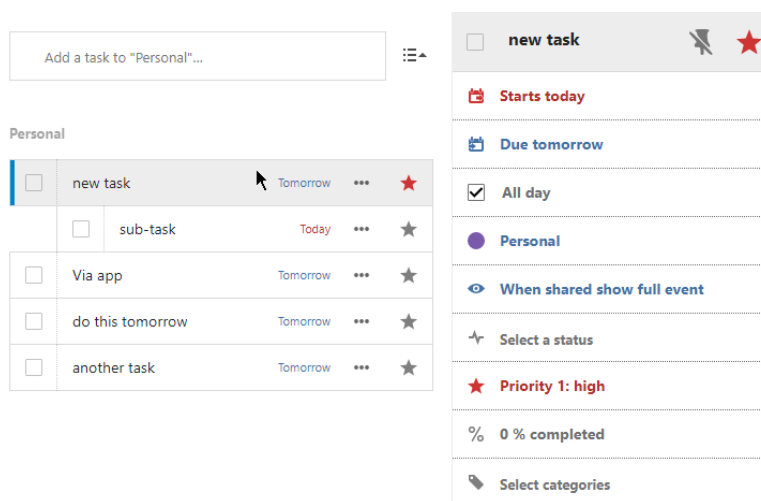 Add a task to "Personal"...
Personal
new task Tomorrow
sub-task Today
Via app Tomorrow
do this tomorrow Tomorrow
another task Tomorrow
new task
Starts today
Due tomorrow
All day
Personal
When shared show full event
Select a status
Priority 1: high
% 0 % completed
Select categories